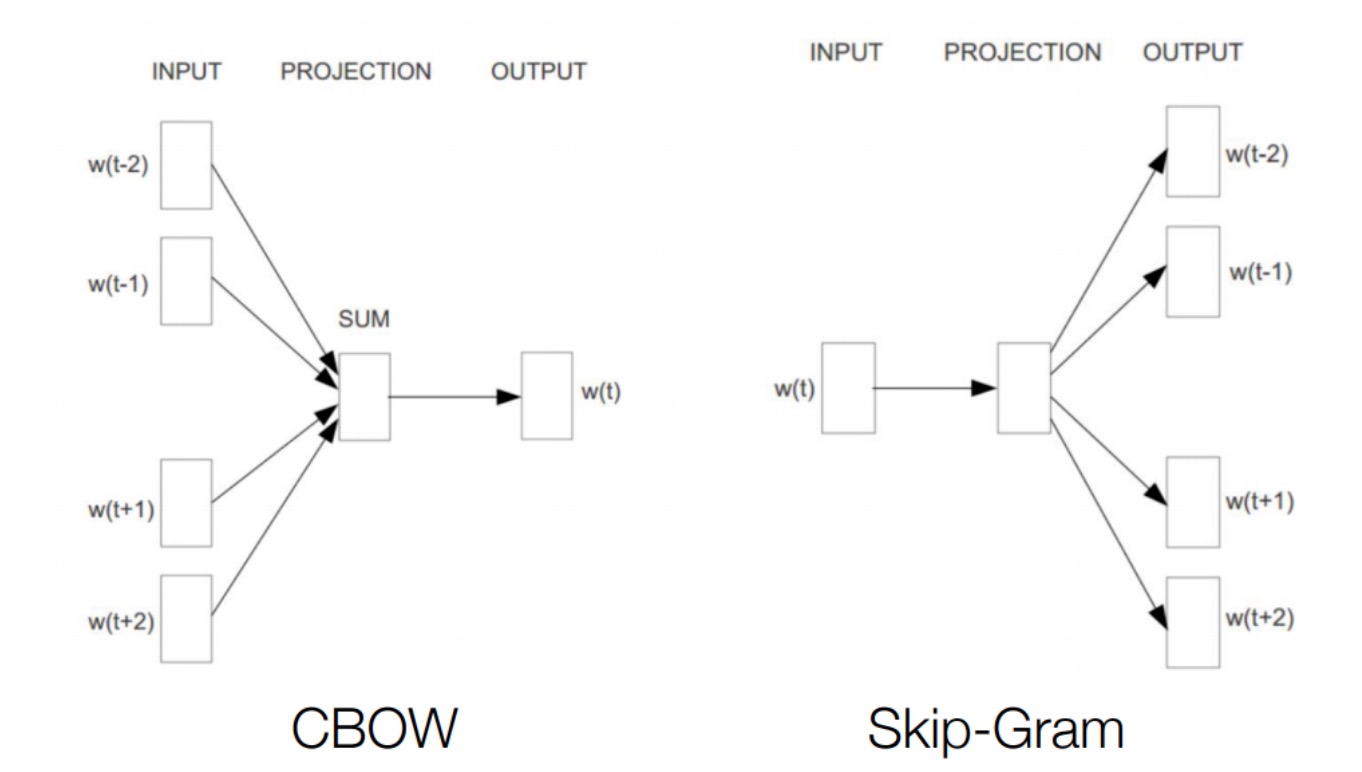 INPUT PROJECTION OUTPUT
w(t-2)
w(t-1)
SUM
w(t)
w(t+1)
w(t+2)
CBOW
INPUT PROJECTION OUTPUT
w(t-2)
w(t-1)
w(t)
w(t+1)
w(t+2)
Skip-Gram